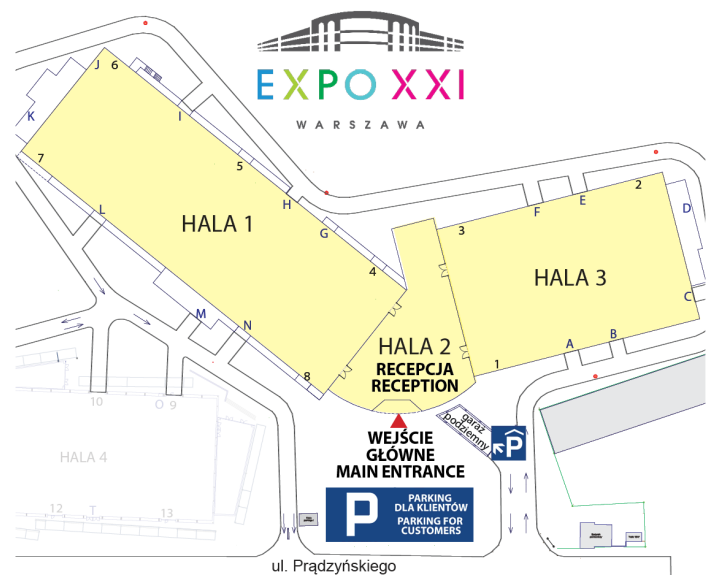 EXPO XXI
WARSZAWA
J
6
K
I
7
5
H
L
HALA 1
G
4
M
N
8
2
E
F
D
3
HALA 3
C
B
A
1
HALA 2
RECEPCJA
RECEPTION
WEJŚCIE
GŁÓWNE
MAIN ENTRANCE
garaż
podziemny
P
P
PARKING
DLA KLIENTÓW
PARKING FOR
CUSTOMERS
10
O 9
HALA 4
12
T
13
ul. Prądzyńskiego